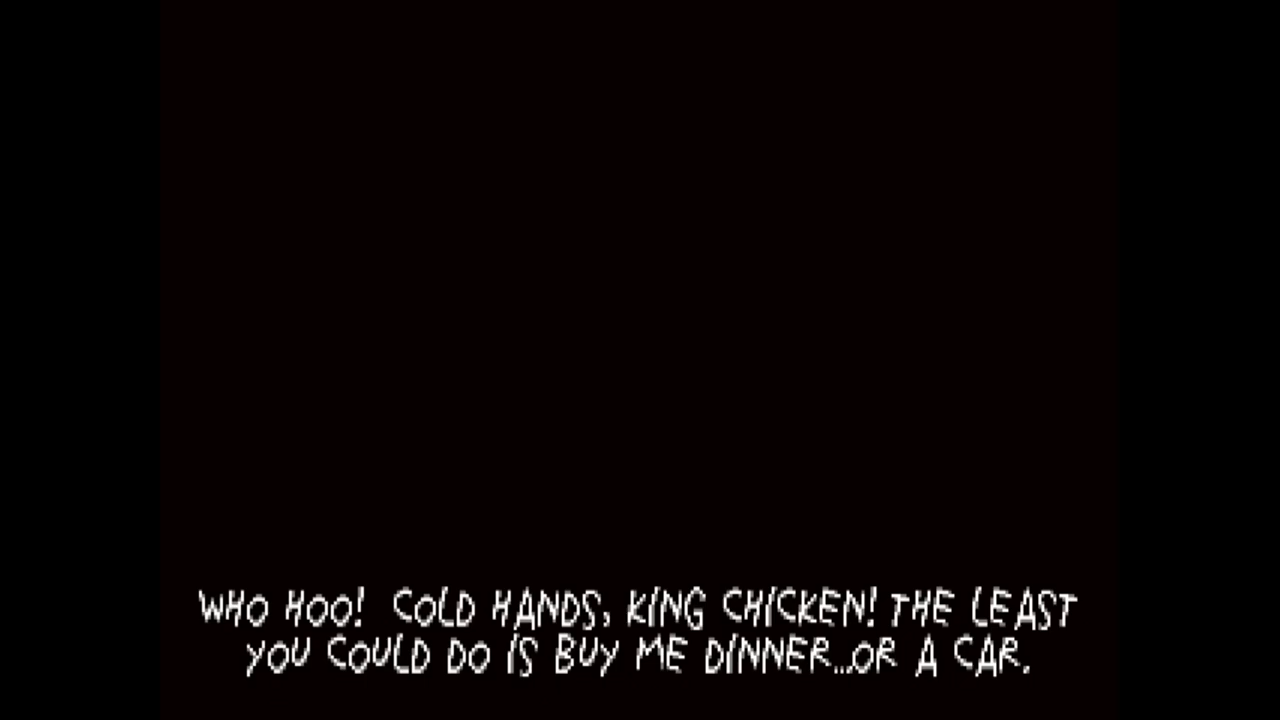 WHO HOO! COLD HANDS, KING CHICKEN! THE LEAST
YOU COULD DO IS BUY ME DINNER...OR A CAR.